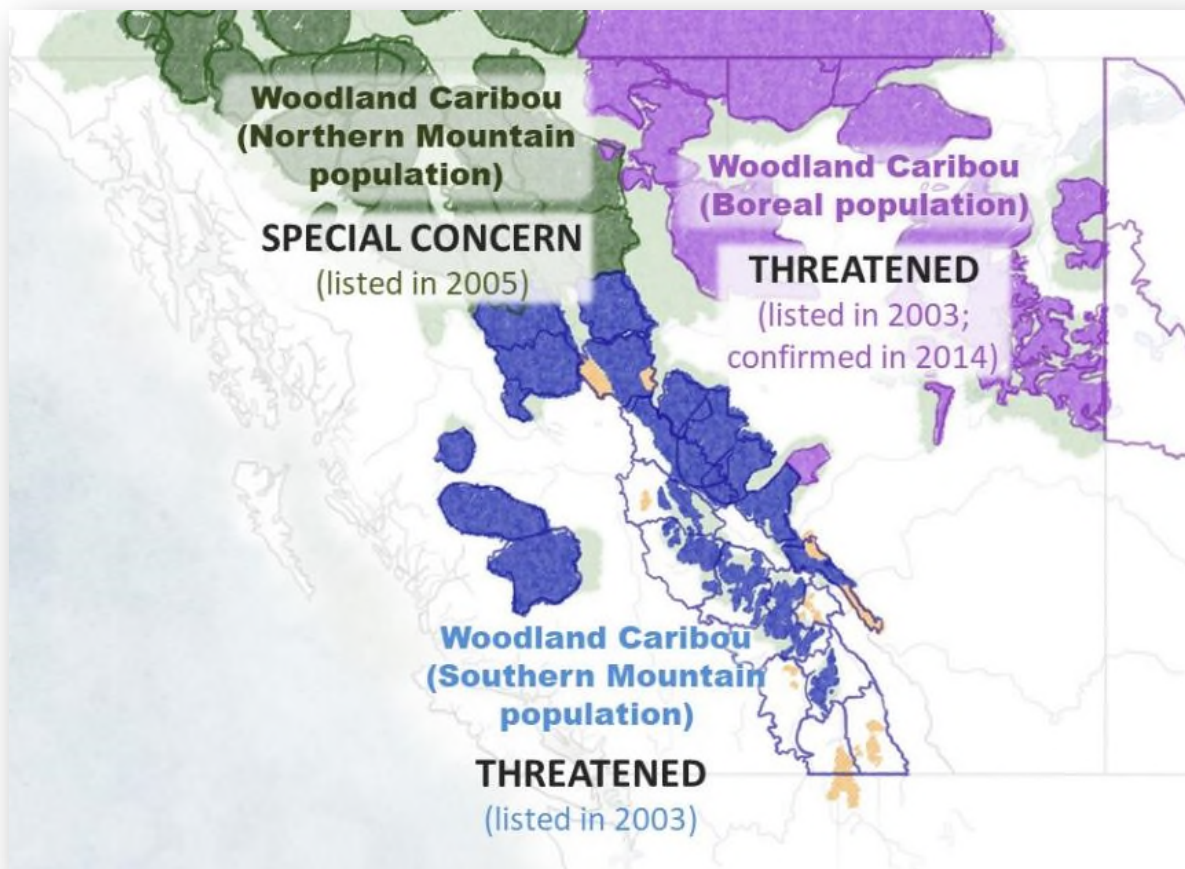 Woodland Caribou
(Northern Mountain
population)
SPECIAL CONCERN
(listed in 2005)
Woodland Caribou
(Boreal population)
THREATENED
(listed in 2003;
confirmed in 2014)
Woodland Caribou
(Southern Mountain
population)
THREATENED
(listed in 2003)